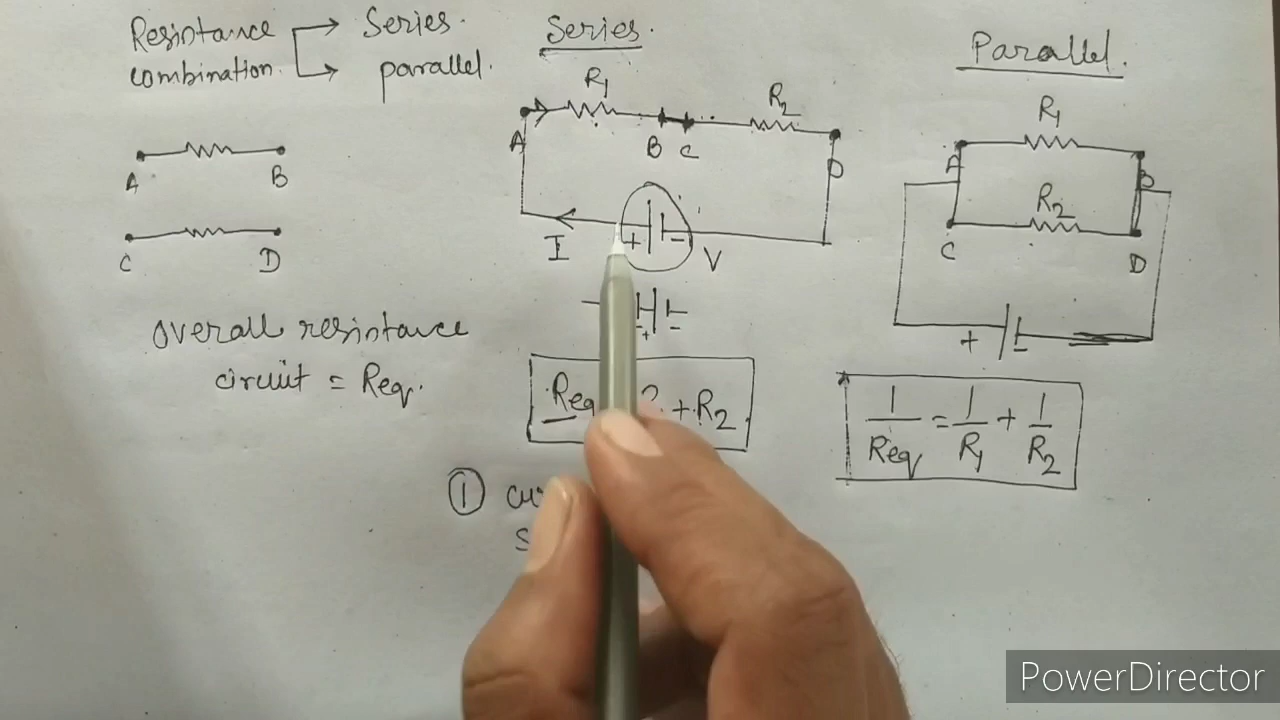 Resistance
combination.
Series.
parallel.
A
B
C
D
overall resistance
circuit = Req.
Series.
R1
R2
A
B
C
D
I
+
-
V
+
-
Req
+ R2
①
Parallel.
R1
A
B
R2
C
D
+
-
1/Req = 1/R1 + 1/R2
PowerDirector